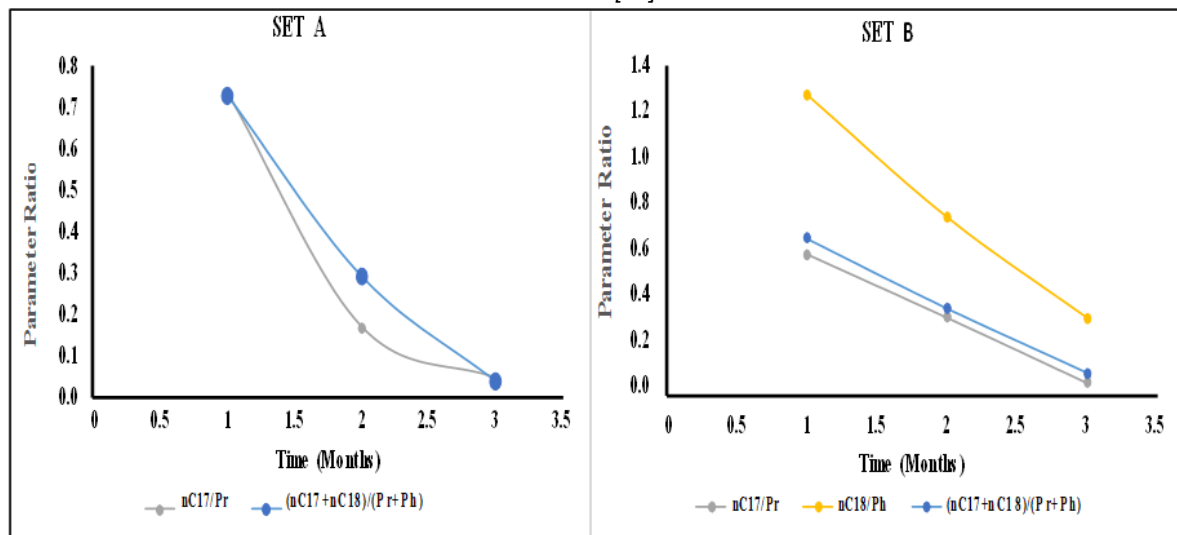 SET A
Parameter Ratio
0.8
0.7
0.6
0.5
0.4
0.3
0.2
0.1
0.0
0 0.5 1 1.5 2 2.5 3 3.5
Time (Months)
nC17/Pr (nC17+nC18)/(Pr+Ph)
SET B
Parameter Ratio
1.4
1.2
1.0
0.8
0.6
0.4
0.2
0.0
0 0.5 1 1.5 2 2.5 3 3.5
Time (Months)
nC17/Pr nC18/Ph (nC17+nC18)/(Pr+Ph)